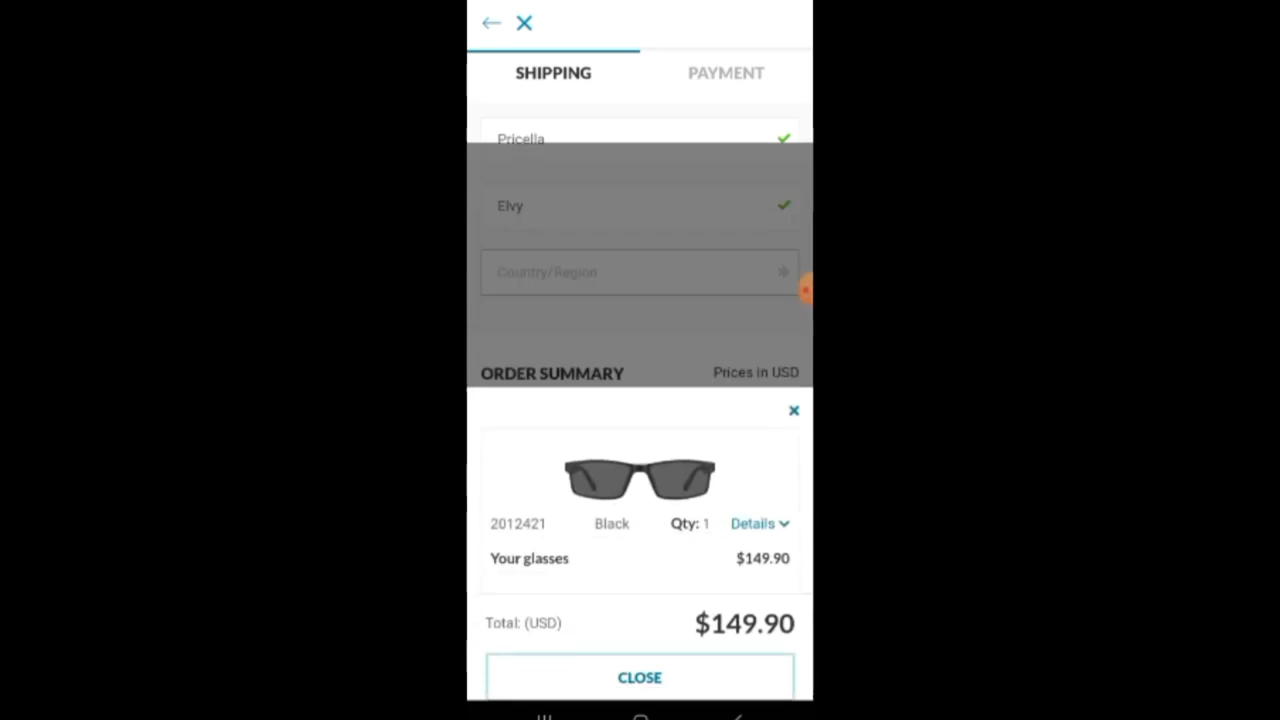 SHIPPING PAYMENT
Pricella
Elvy
Country/Region
ORDER SUMMARY Prices in USD
2012421 Black Qty: 1 Details
Your glasses $149.90
Total: (USD) $149.90
CLOSE